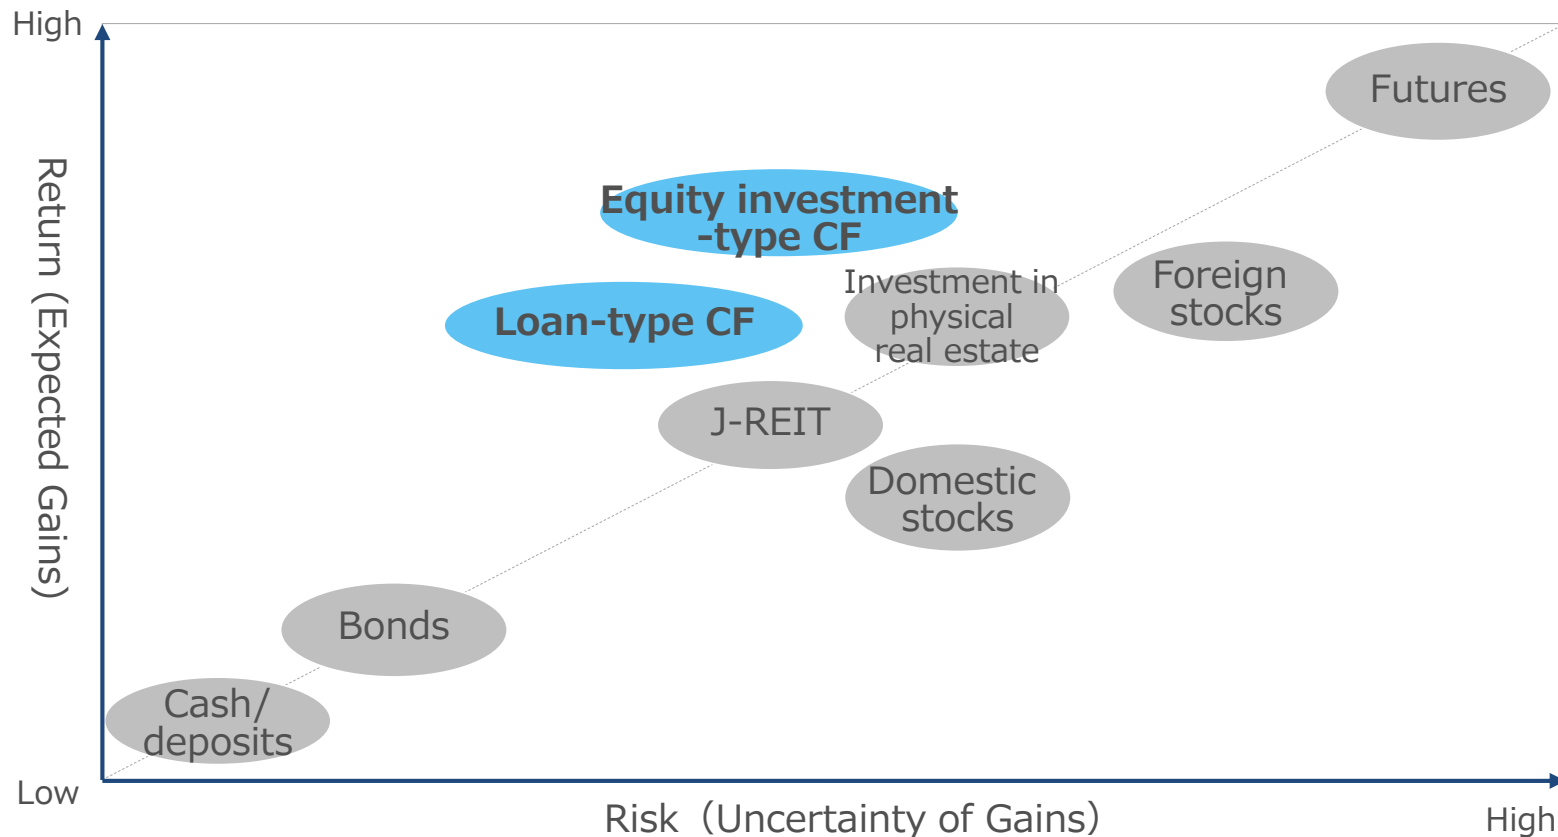 High
Futures
Equity investment
-type CF
Foreign
stocks
Investment in
physical
real estate
Loan-type CF
J-REIT
Domestic
stocks
Bonds
Cash/
deposits
Return (Expected Gains)
Low
Risk（Uncertainty of Gains）
High